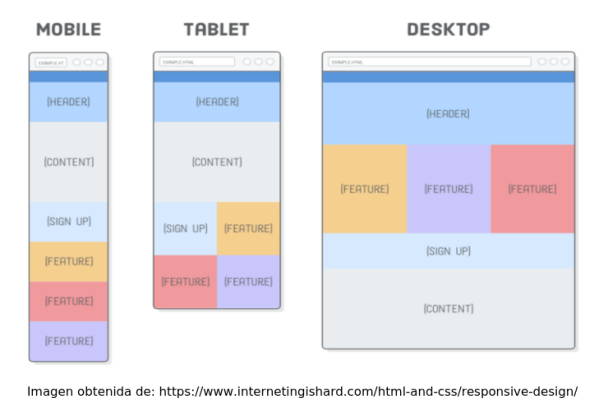 MOBILE
TABLET
DESKTOP
EXAMPLE.HTML
EXAMPLE.HTML
{HEADER}
{CONTENT}
{SIGN UP}
{FEATURE}
{FEATURE}
{FEATURE}
{HEADER}
{CONTENT}
{SIGN UP} {FEATURE}
{FEATURE} {FEATURE}
{HEADER}
{FEATURE} {FEATURE} {FEATURE}
{SIGN UP}
{CONTENT}
Imagen obtenida de: https://www.internetingishard.com/html-and-css/responsive-design/